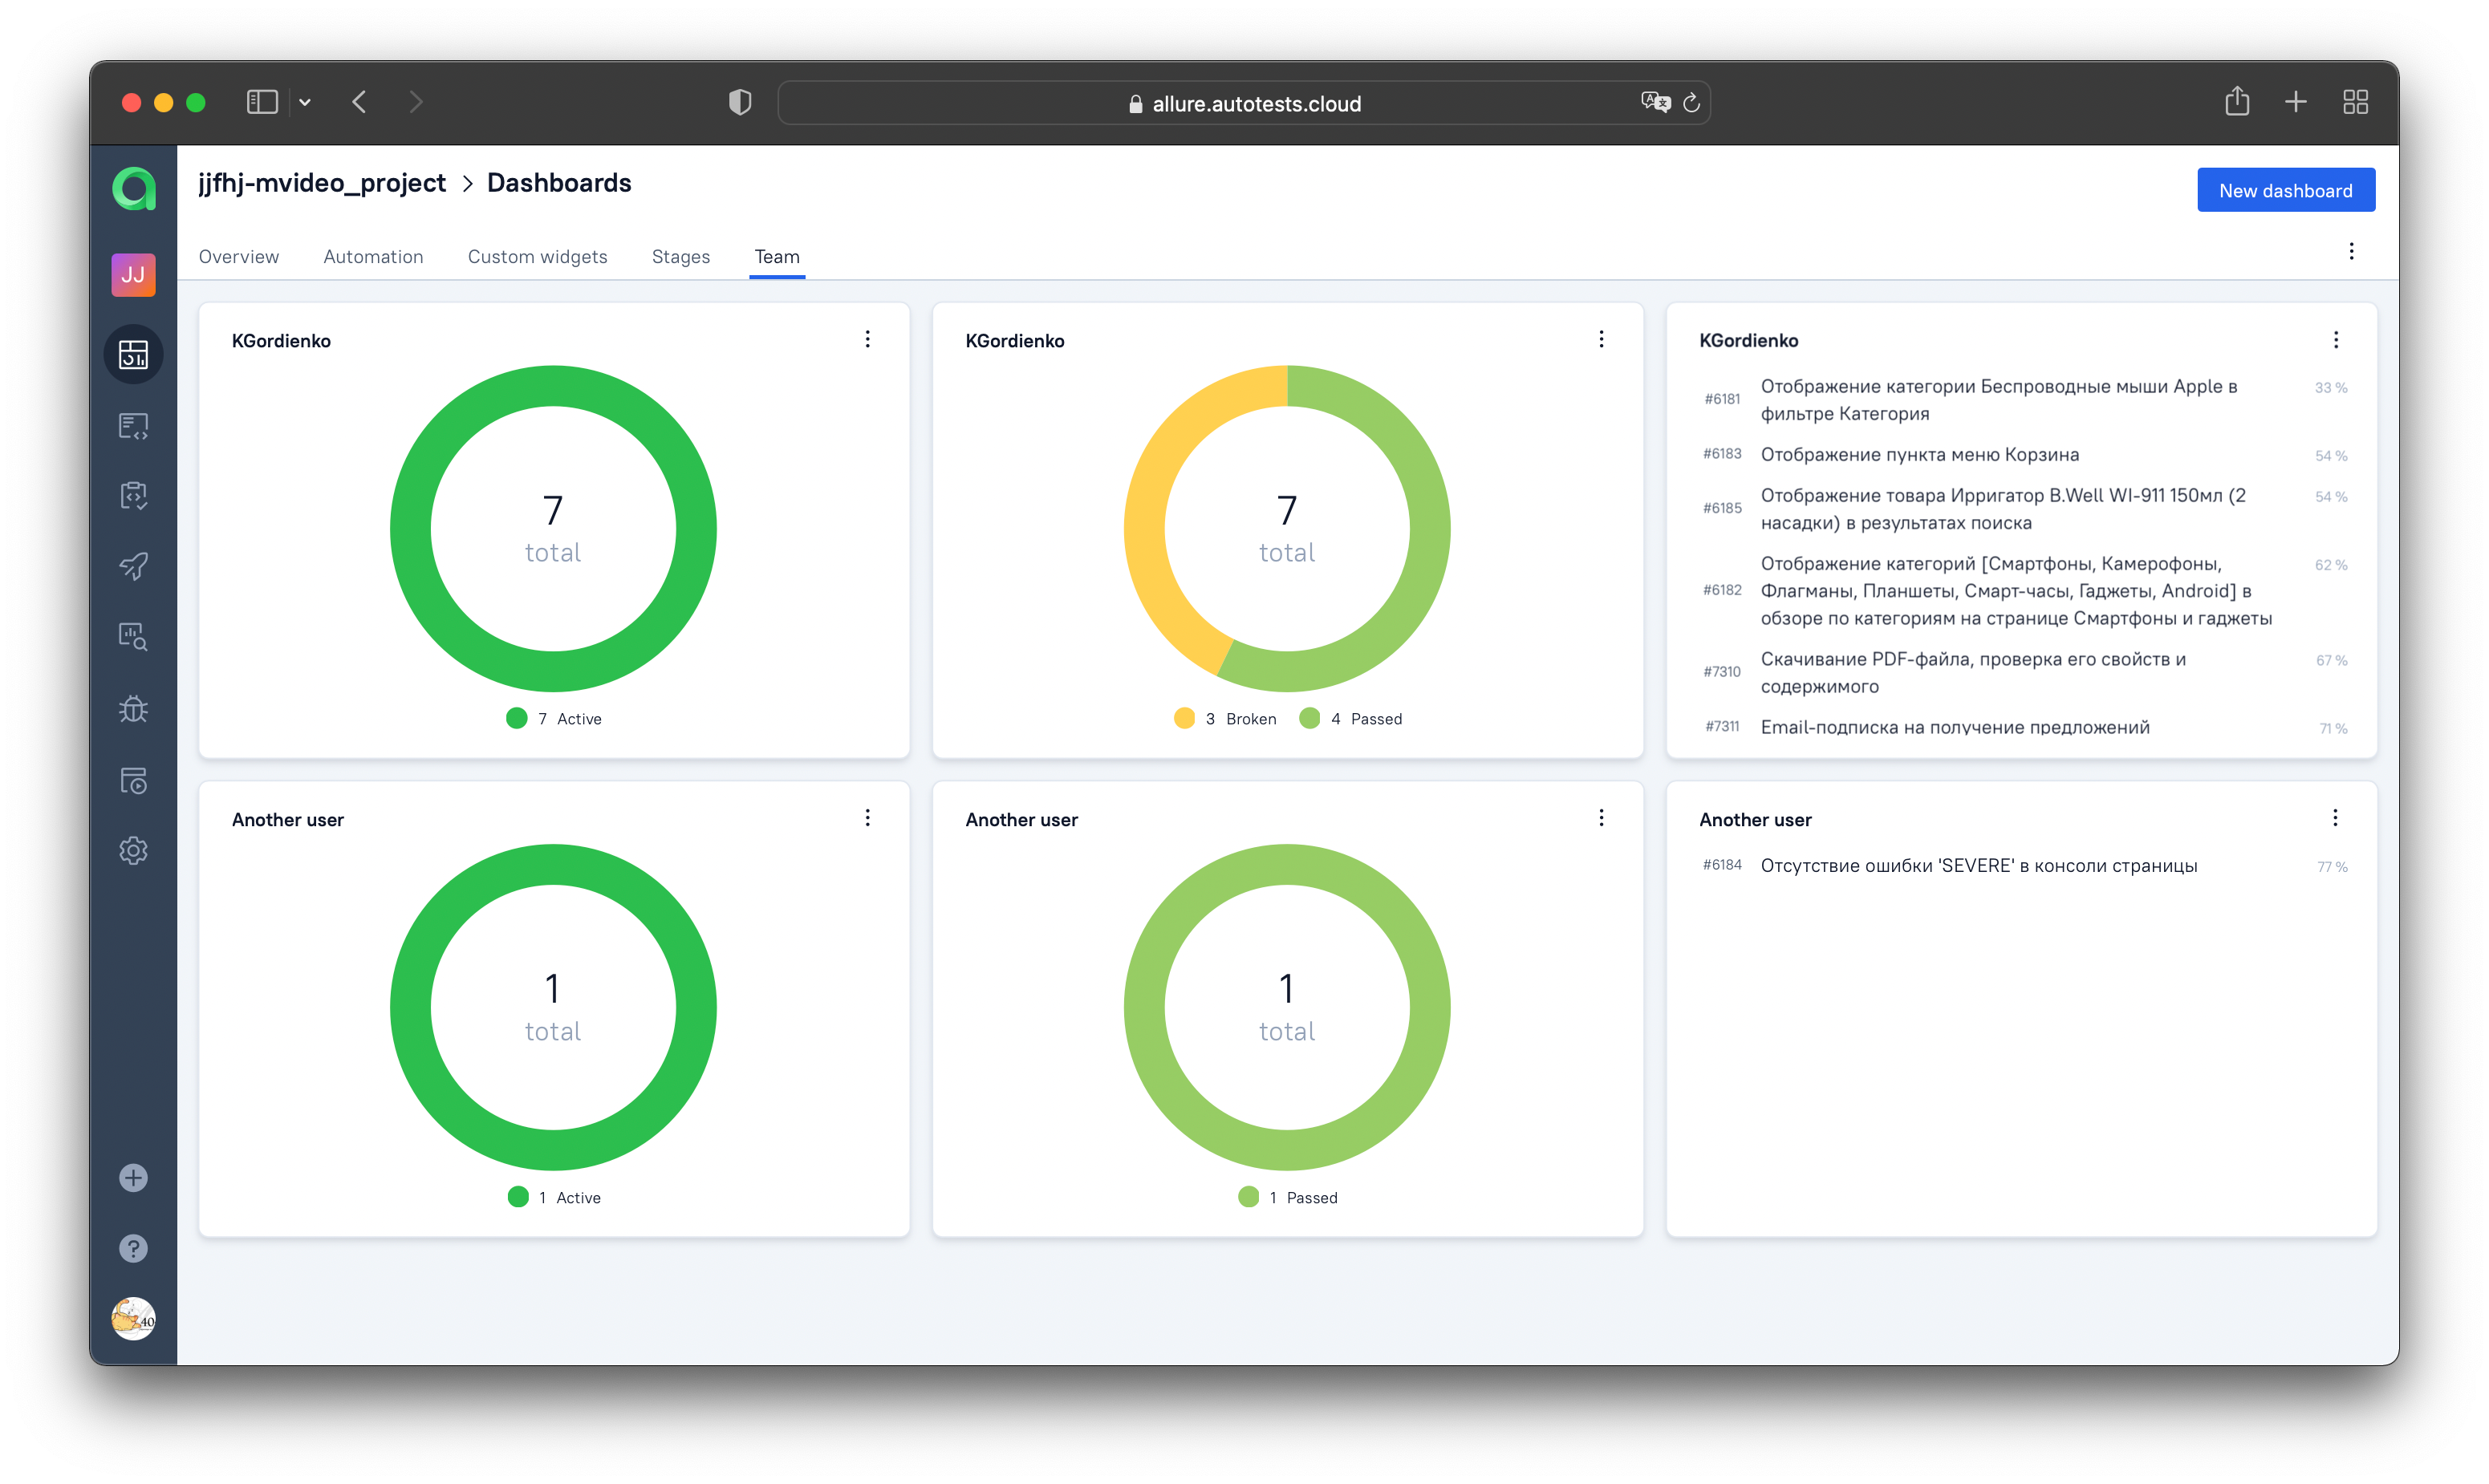 allure.autotests.cloud
jjfhj-mvideo_project > Dashboards
New dashboard
JJ
Overview Automation Custom widgets Stages Team
KGordienko
7
total
7 Active
KGordienko
7
total
3 Broken 4 Passed
KGordienko
#6181 Отображение категории Беспроводные мыши Apple в 33 %
фильтре Категория
#6183 Отображение пункта меню Корзина 54 %
#6185 Отображение товара Ирригатор B.Well WI-911 150мл (2 54 %
насадки) в результатах поиска
#6182 Отображение категорий [Смартфоны, Камерофоны, 62 %
Флагманы, Планшеты, Смарт-часы, Гаджеты, Android] в
обзоре по категориям на странице Смартфоны и гаджеты
#7310 Скачивание PDF-файла, проверка его свойств и 67 %
содержимого
#7311 Email-подписка на получение предложений 71 %
Another user
1
total
1 Active
Another user
1
total
1 Passed
Another user
#6184 Отсутствие ошибки 'SEVERE' в консоли страницы 77 %
40